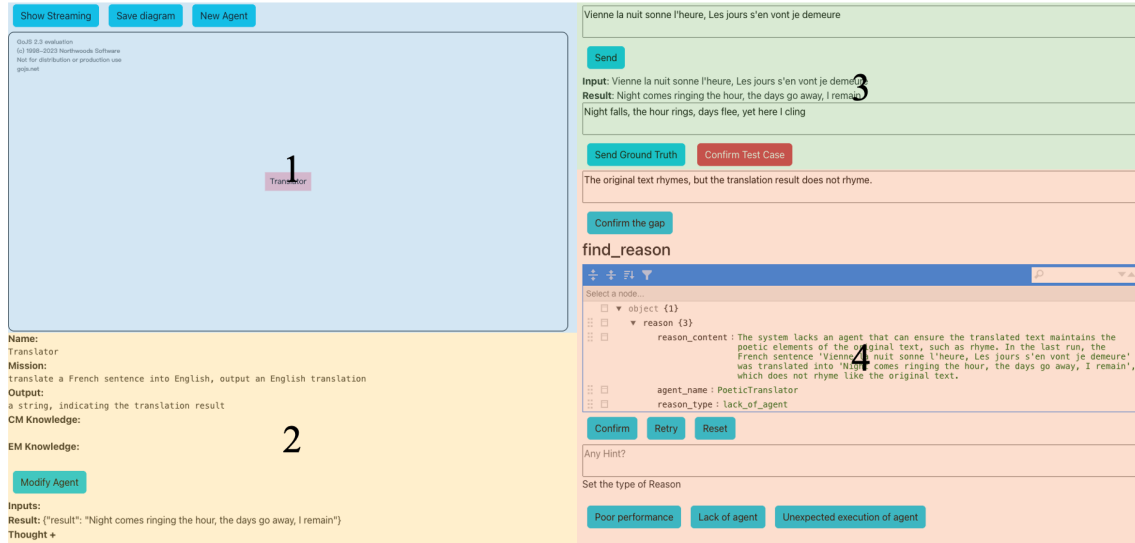 Show Streaming Save diagram New Agent
GoJS 2.3 evaluation
(c) 1998-2023 Northwoods Software
Not for distribution or production use
gojs.net
1
Translator
Name:
Translator
Mission:
translate a French sentence into English, output an English translation
Output:
a string, indicating the translation result
CM Knowledge:
EM Knowledge:
2
Modify Agent
Inputs:
Result: {"result": "Night comes ringing the hour, the days go away, I remain"}
Thought +
Vienne la nuit sonne l'heure, Les jours s'en vont je demeure
Send
Input: Vienne la nuit sonne l'heure, Les jours s'en vont je demeure
Result: Night comes ringing the hour, the days go away, I remain
3
Night falls, the hour rings, days flee, yet here I cling
Send Ground Truth Confirm Test Case
The original text rhymes, but the translation result does not rhyme.
Confirm the gap
find_reason
Select a node...
object {1}
reason {3}
reason_content : The system lacks an agent that can ensure the translated text maintains the
poetic elements of the original text, such as rhyme. In the last run, the
French sentence 'Vienne la nuit sonne l'heure, Les jours s'en vont je demeure'
was translated into 'Night comes ringing the hour, the days go away, I remain',
which does not rhyme like the original text.
4
agent_name : PoeticTranslator
reason_type : lack_of_agent
Confirm Retry Reset
Any Hint?
Set the type of Reason
Poor performance Lack of agent Unexpected execution of agent